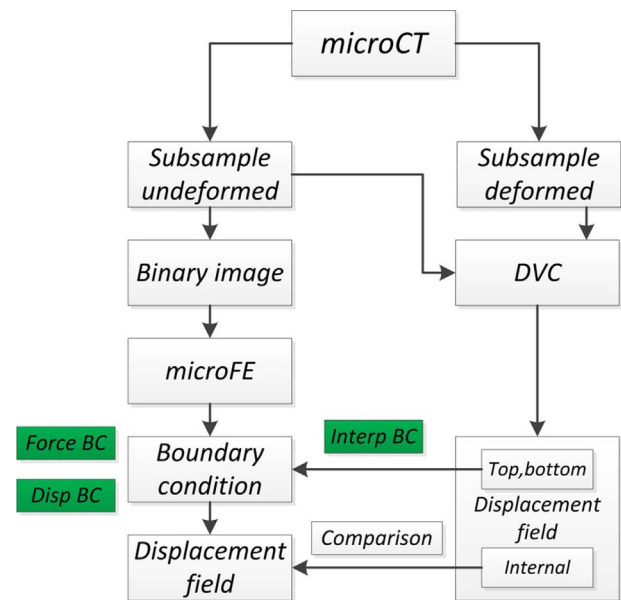 microCT
Subsample
undeformed
Subsample
deformed
Binary image
DVC
microFE
Force BC
Disp BC
Boundary
condition
Interp BC
Top,bottom
Displacement
field
Internal
Comparison
Displacement
field